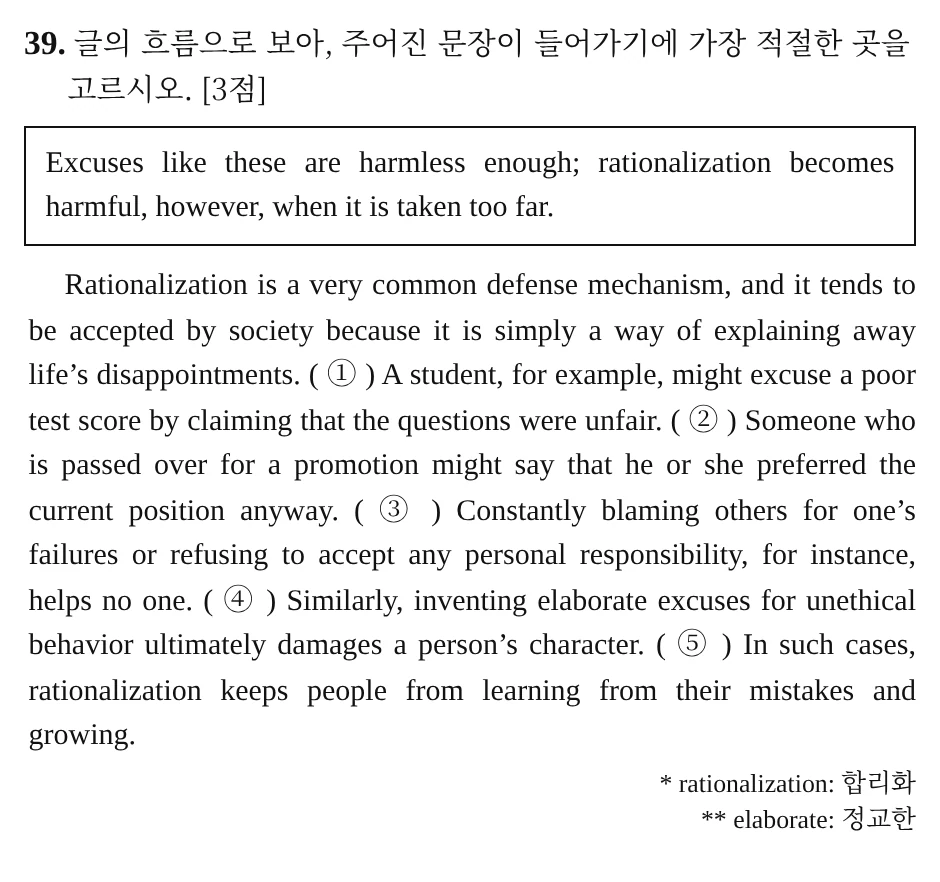 39. 글의 흐름으로 보아, 주어진 문장이 들어가기에 가장 적절한 곳을
고르시오. [3점]
Excuses like these are harmless enough; rationalization becomes
harmful, however, when it is taken too far.
Rationalization is a very common defense mechanism, and it tends to
be accepted by society because it is simply a way of explaining away
life’s disappointments. ( ① ) A student, for example, might excuse a poor
test score by claiming that the questions were unfair. ( ② ) Someone who
is passed over for a promotion might say that he or she preferred the
current position anyway. ( ③ ) Constantly blaming others for one’s
failures or refusing to accept any personal responsibility, for instance,
helps no one. ( ④ ) Similarly, inventing elaborate excuses for unethical
behavior ultimately damages a person’s character. ( ⑤ ) In such cases,
rationalization keeps people from learning from their mistakes and
growing.
* rationalization: 합리화
** elaborate: 정교한